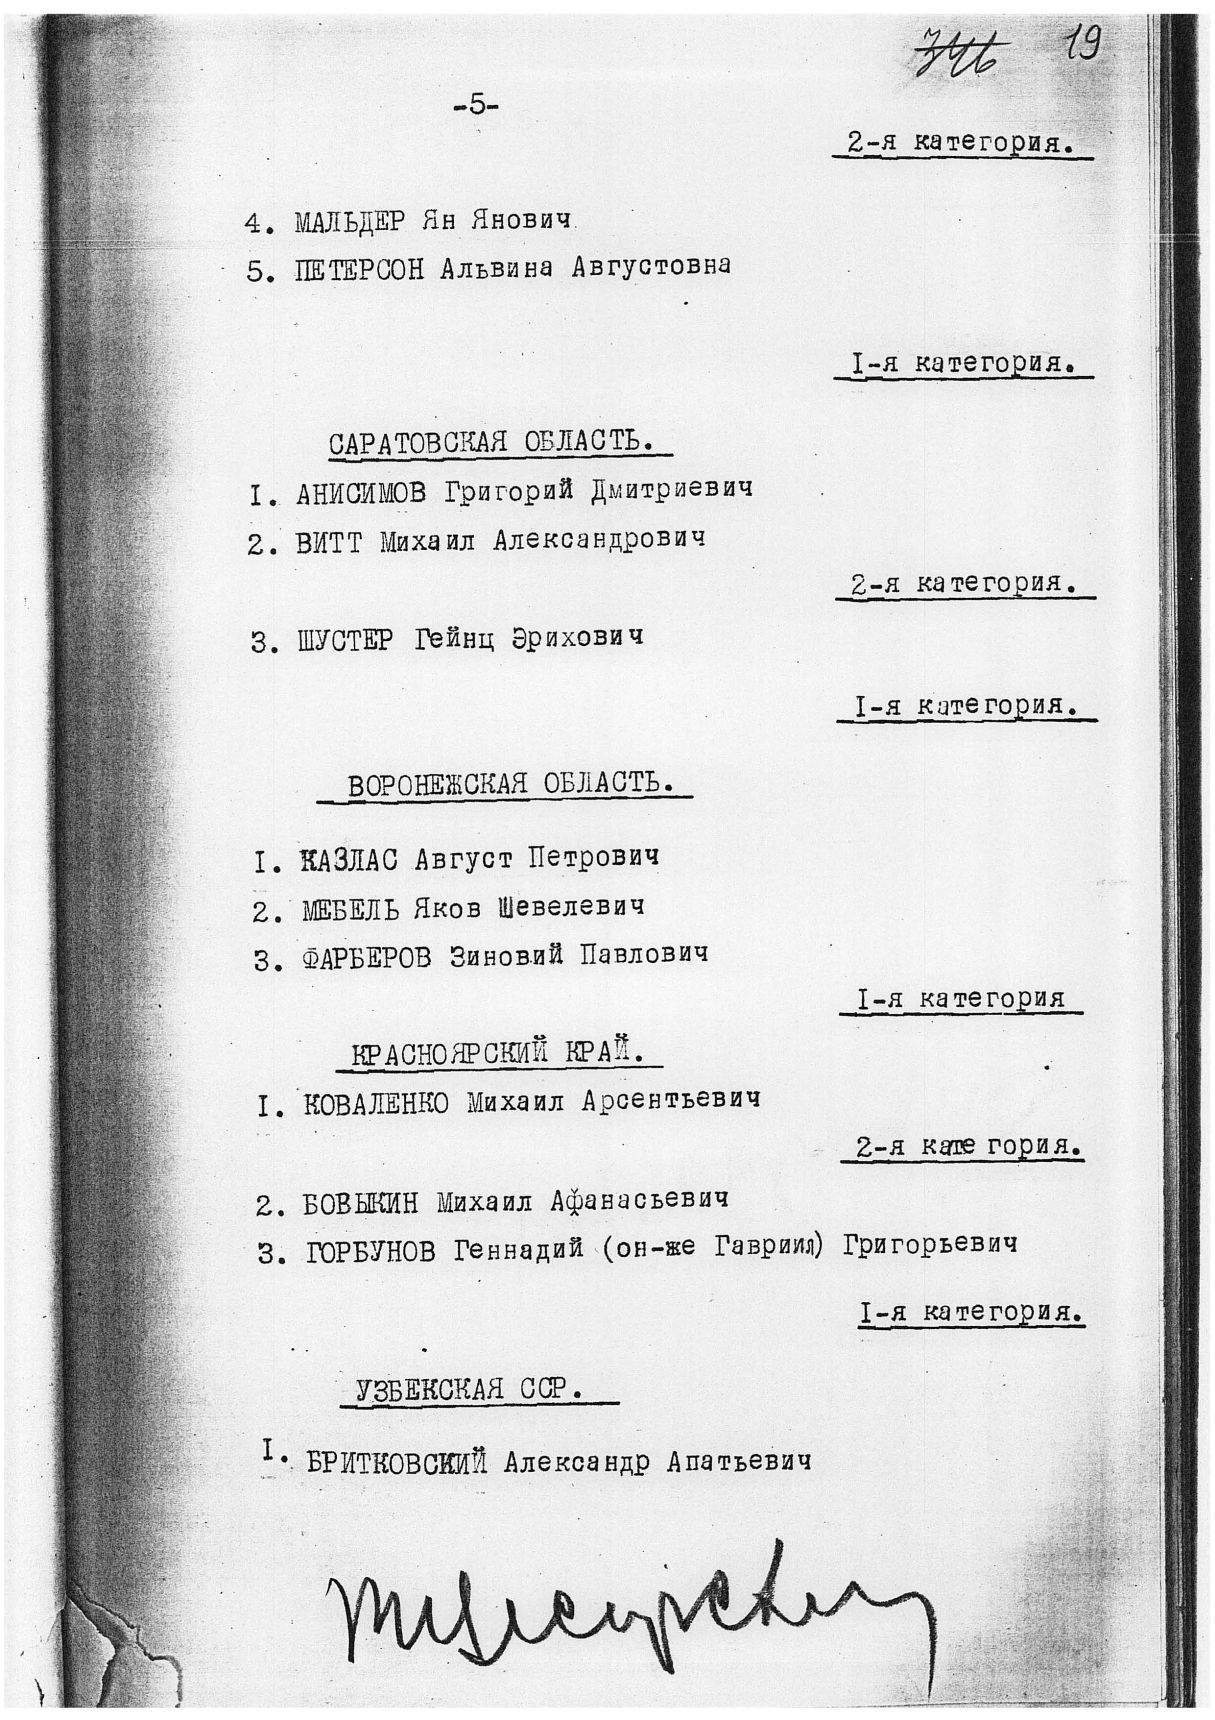 346 19
-5-
2-я категория.
4. МАЛЬДЕР Ян Янович
5. ПЕТЕРСОН Альвина Августовна
I-я категория.
САРАТОВСКАЯ ОБЛАСТЬ.
I. АНИСИМОВ Григорий Дмитриевич
2. ВИТТ Михаил Александрович
2-я категория.
3. ШУСТЕР Гейнц Эрихович
I-я категория.
ВОРОНЕЖСКАЯ ОБЛАСТЬ.
I. КАЗЛАС Август Петрович
2. МЕБЕЛЬ Яков Шевелевич
3. ФАРБЕРОВ Зиновий Павлович
I-я категория
КРАСНОЯРСКИЙ КРАЙ.
I. КОВАЛЕНКО Михаил Арсентьевич
2-я кате гория.
2. БОВЫКИН Михаил Афанасьевич
3. ГОРБУНОВ Геннадий (он-же Гавриил) Григорьевич
I-я категория.
УЗБЕКСКАЯ ССР.
I. БРИТКОВСКИЙ Александр Апатьевич